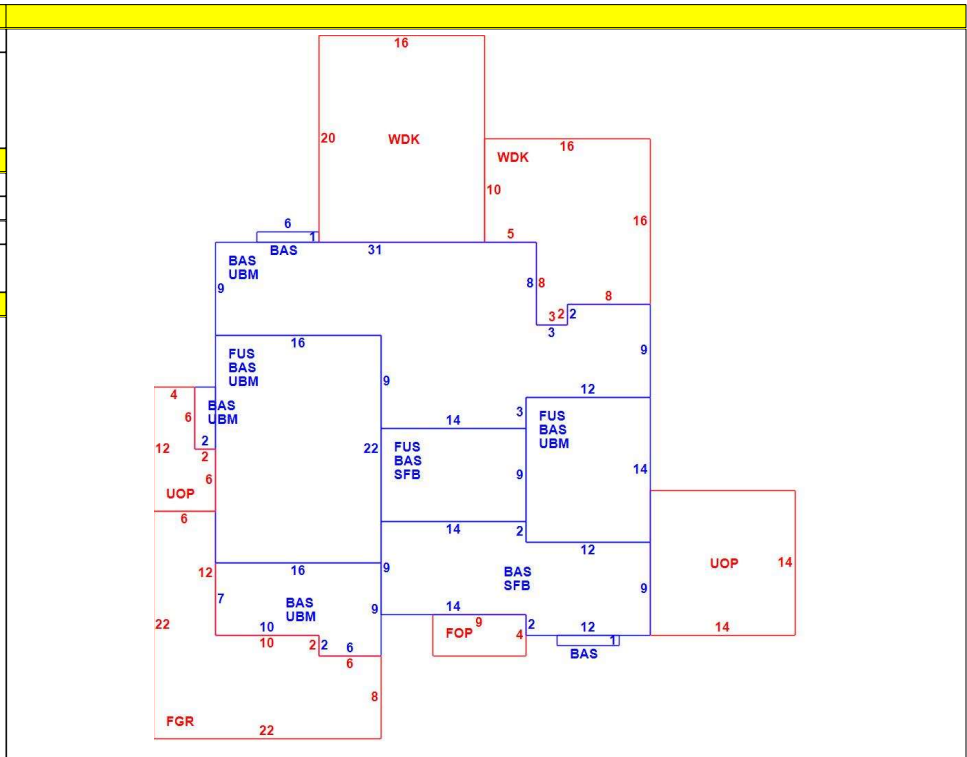 16
20
WDK
16
WDK
10
16
6
1
BAS
31
5
BAS
UBM
9
8 8
8
3 2 2
3
16
9
FUS
BAS
UBM
9
12
4
6
BAS
UBM
3
14
FUS
BAS
UBM
12
2
2
6
22
FUS
BAS
SFB
9
14
UOP
6
14
2
12
12
16
9
BAS
SFB
UOP
14
7
BAS
UBM
9
9
22
10
10
2 2
6
6
14
9
FOP
4
2
12
1
BAS
14
8
FGR
22